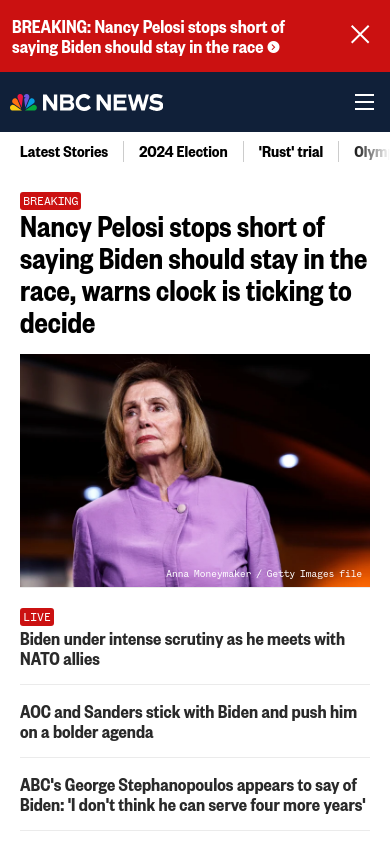 BREAKING: Nancy Pelosi stops short of
saying Biden should stay in the race
NBC NEWS
Latest Stories
2024 Election
'Rust' trial
Olym
BREAKING
Nancy Pelosi stops short of
saying Biden should stay in the
race, warns clock is ticking to
decide
Anna Moneymaker / Getty Images file
LIVE
Biden under intense scrutiny as he meets with
NATO allies
AOC and Sanders stick with Biden and push him
on a bolder agenda
ABC's George Stephanopoulos appears to say of
Biden: 'I don't think he can serve four more years'